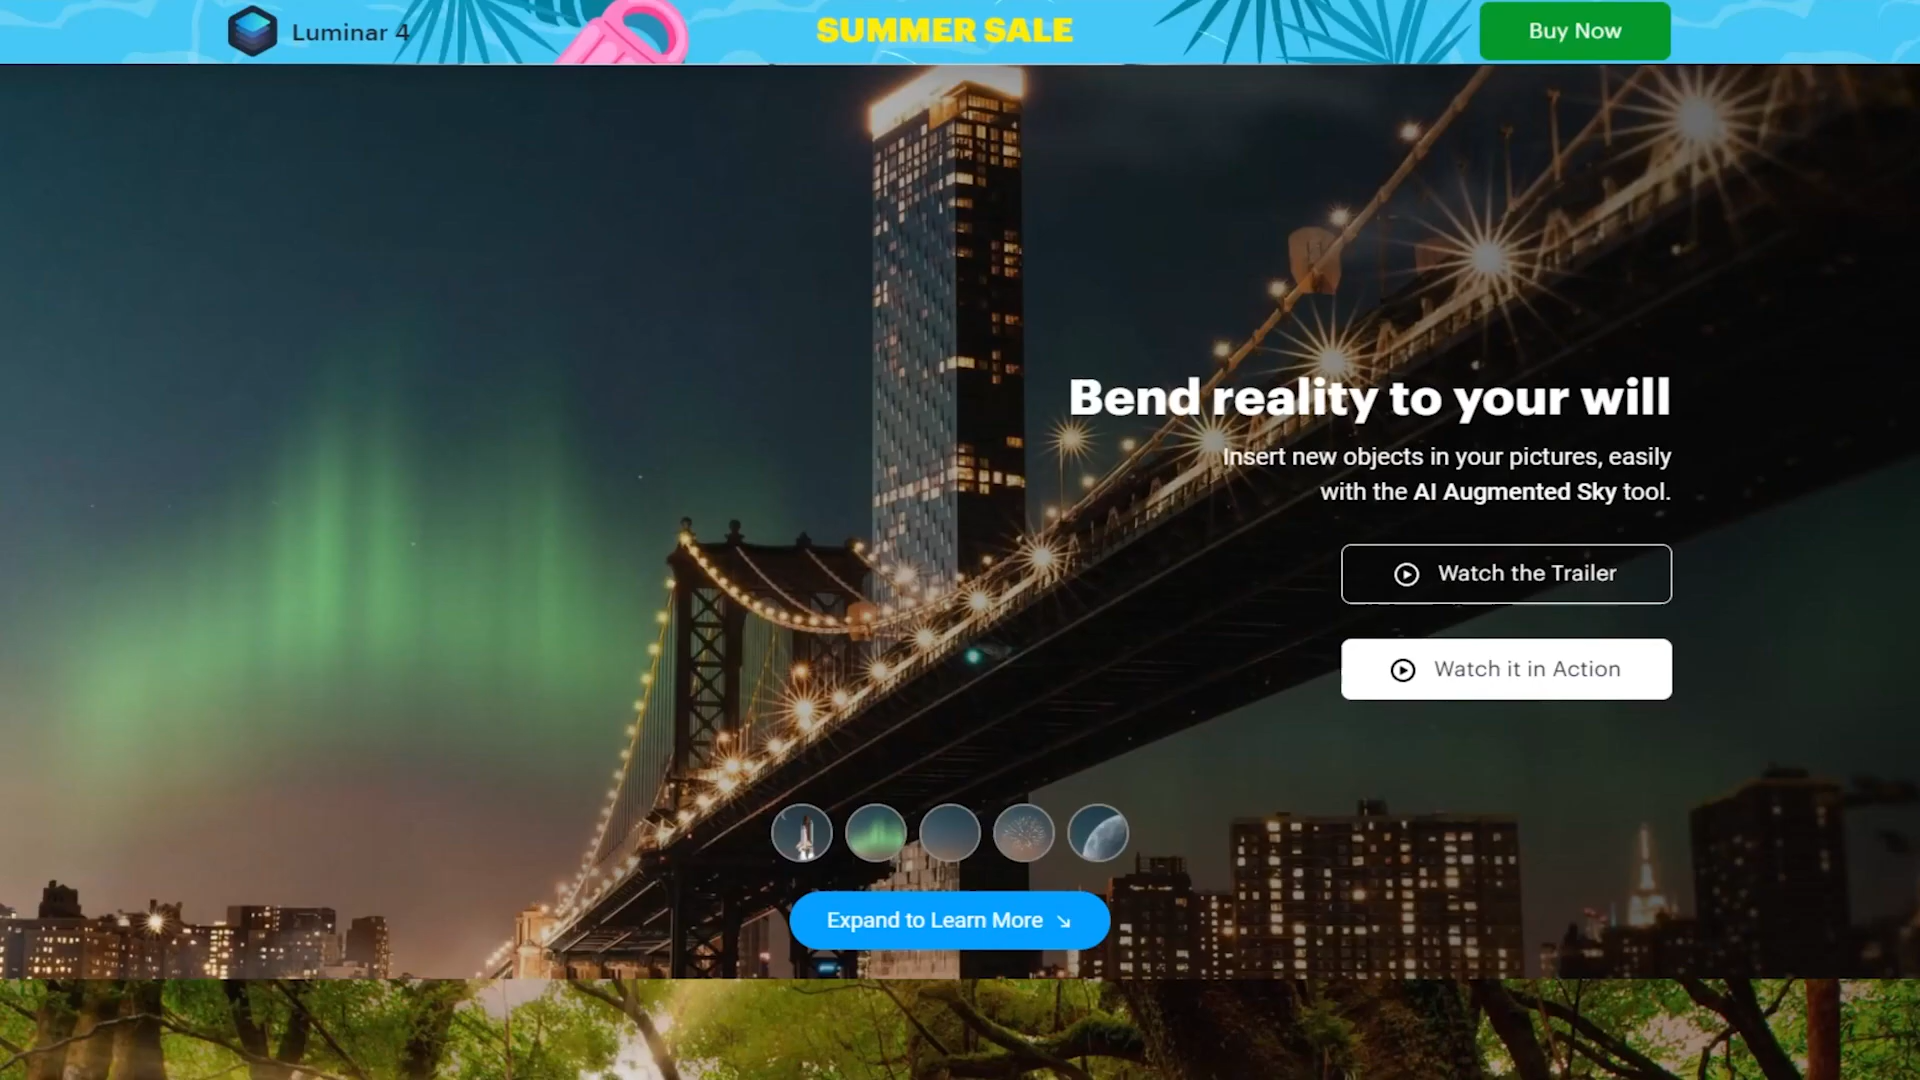 Luminar 4
SUMMER SALE
Buy Now
Bend reality to your will
Insert new objects in your pictures, easily
with the AI Augmented Sky tool.
Watch the Trailer
Watch it in Action
Expand to Learn More